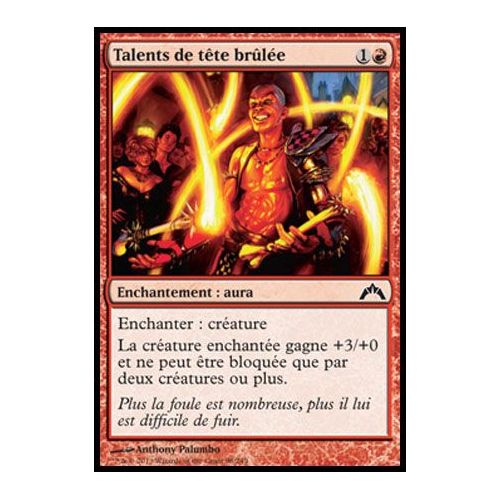 Talents de tête brûlée 1
Enchantement : aura
Enchanter : créature
La créature enchantée gagne +3/+0
et ne peut être bloquée que par
deux créatures ou plus.
Plus la foule est nombreuse, plus il lui
est difficile de fuir.
Anthony Palumbo